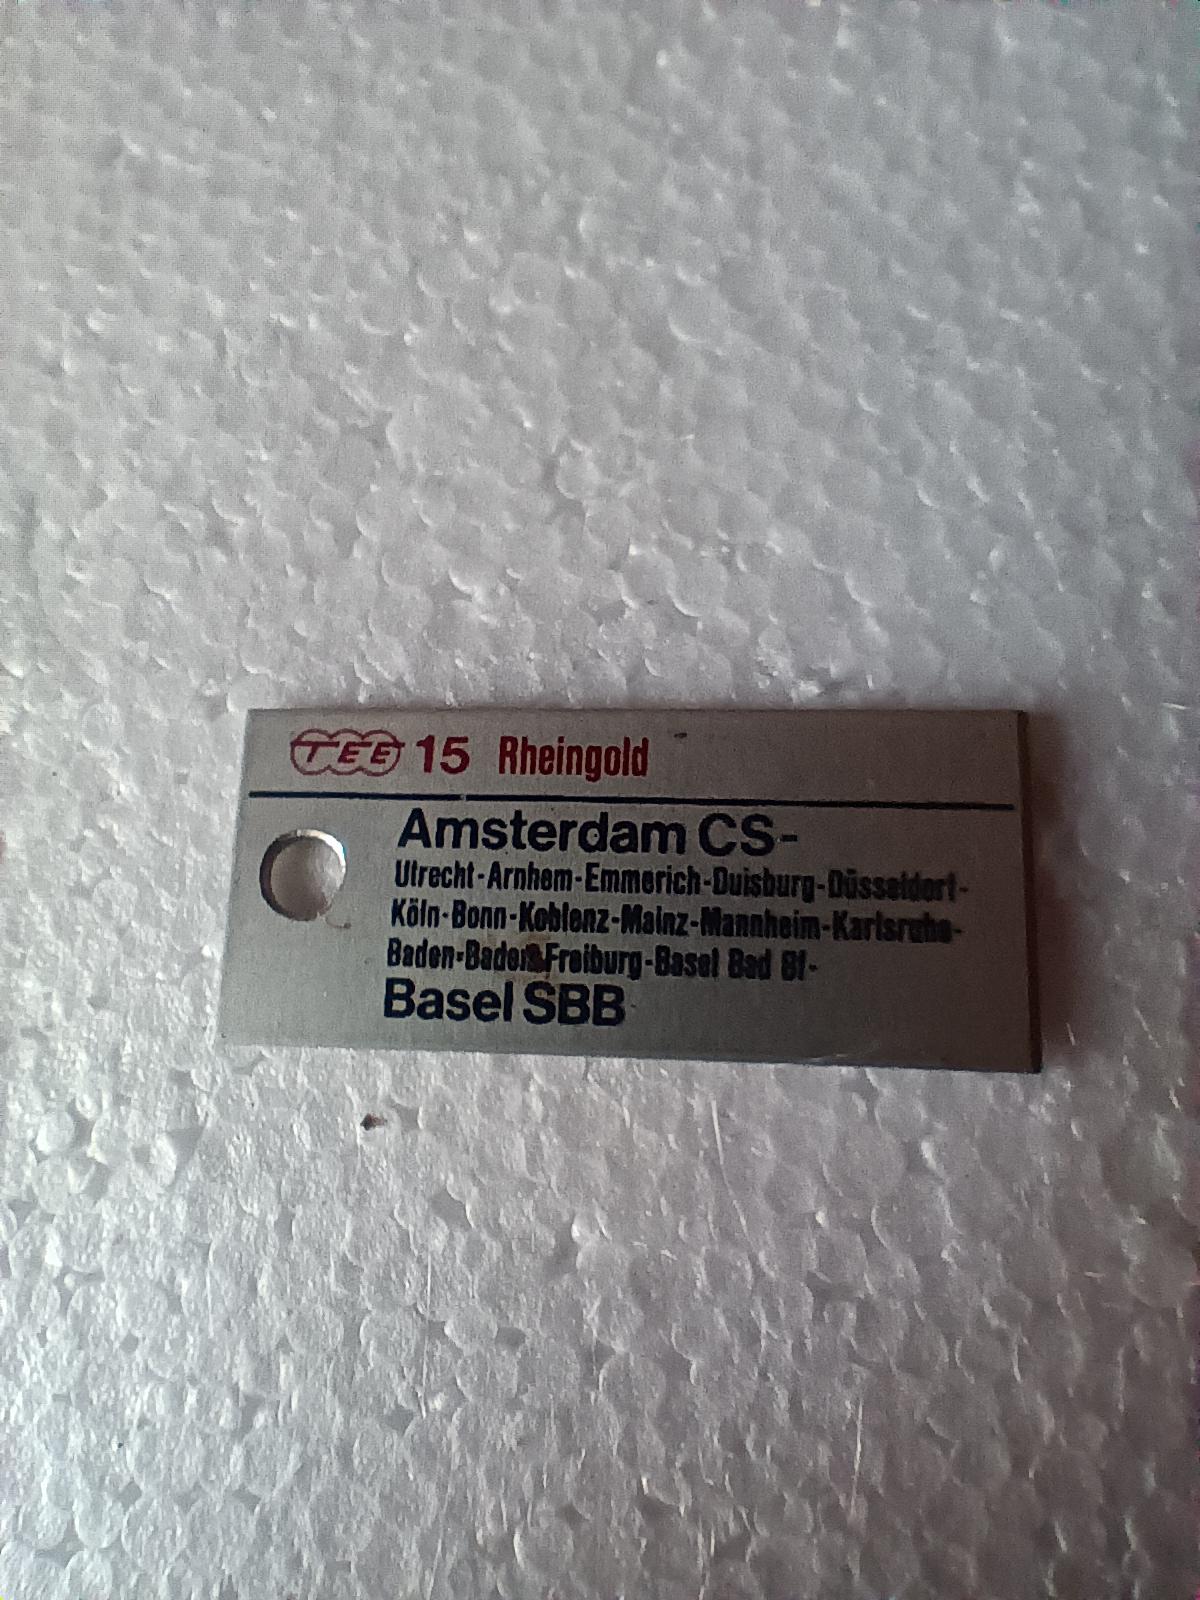 TEE 15 Rheingold
Amsterdam CS-
Utrecht-Arnhem-Emmerich-Duisburg-Düsseldorf-
Köln-Bonn-Koblenz-Mainz-Mannheim-Karlsruhe-
Baden-Baden-Freiburg-Basel Bad Bf-
Basel SBB